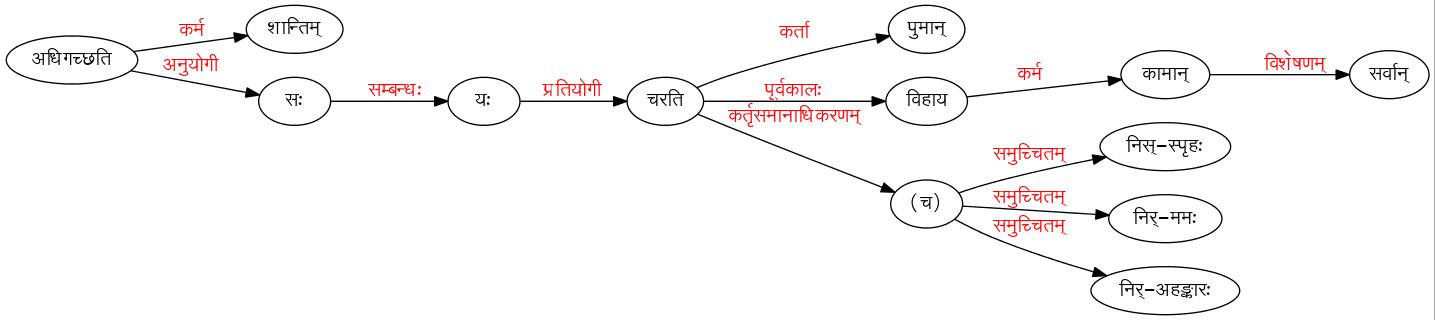 अधिगच्छति
कर्म
शान्तिम्
अनुयोगी
सः
सम्बन्धः
यः
प्रतियोगी
चरति
कर्ता
पुमान्
पूर्वकालः
विहाय
कर्म
कामान्
विशेषणम्
सर्वान्
कर्तृसमानाधिकरणम्
(च)
समुच्चितम्
निस्-स्पृहः
समुच्चितम्
निर्-ममः
समुच्चितम्
निर्-अहङ्कारः